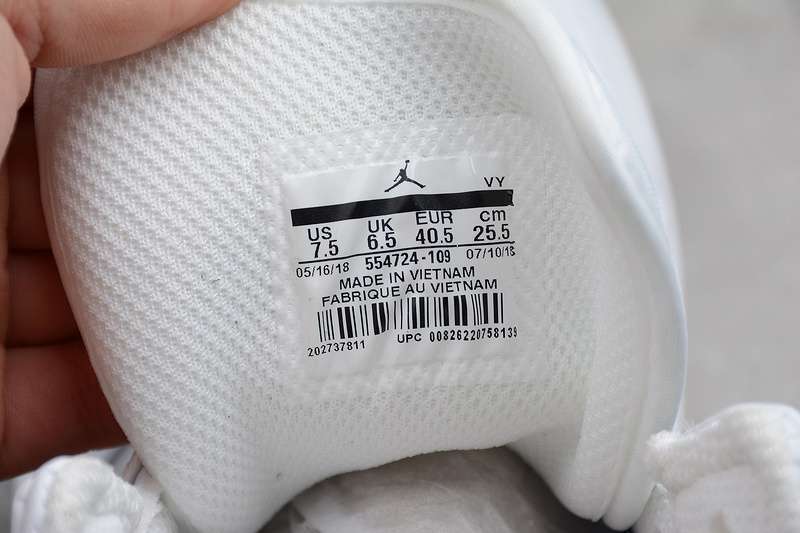 VY
US UK EUR cm
7.5 6.5 40.5 25.5
05/16/18 554724-109 07/10/18
MADE IN VIETNAM
FABRIQUE AU VIETNAM
202737811 UPC 00826220758139